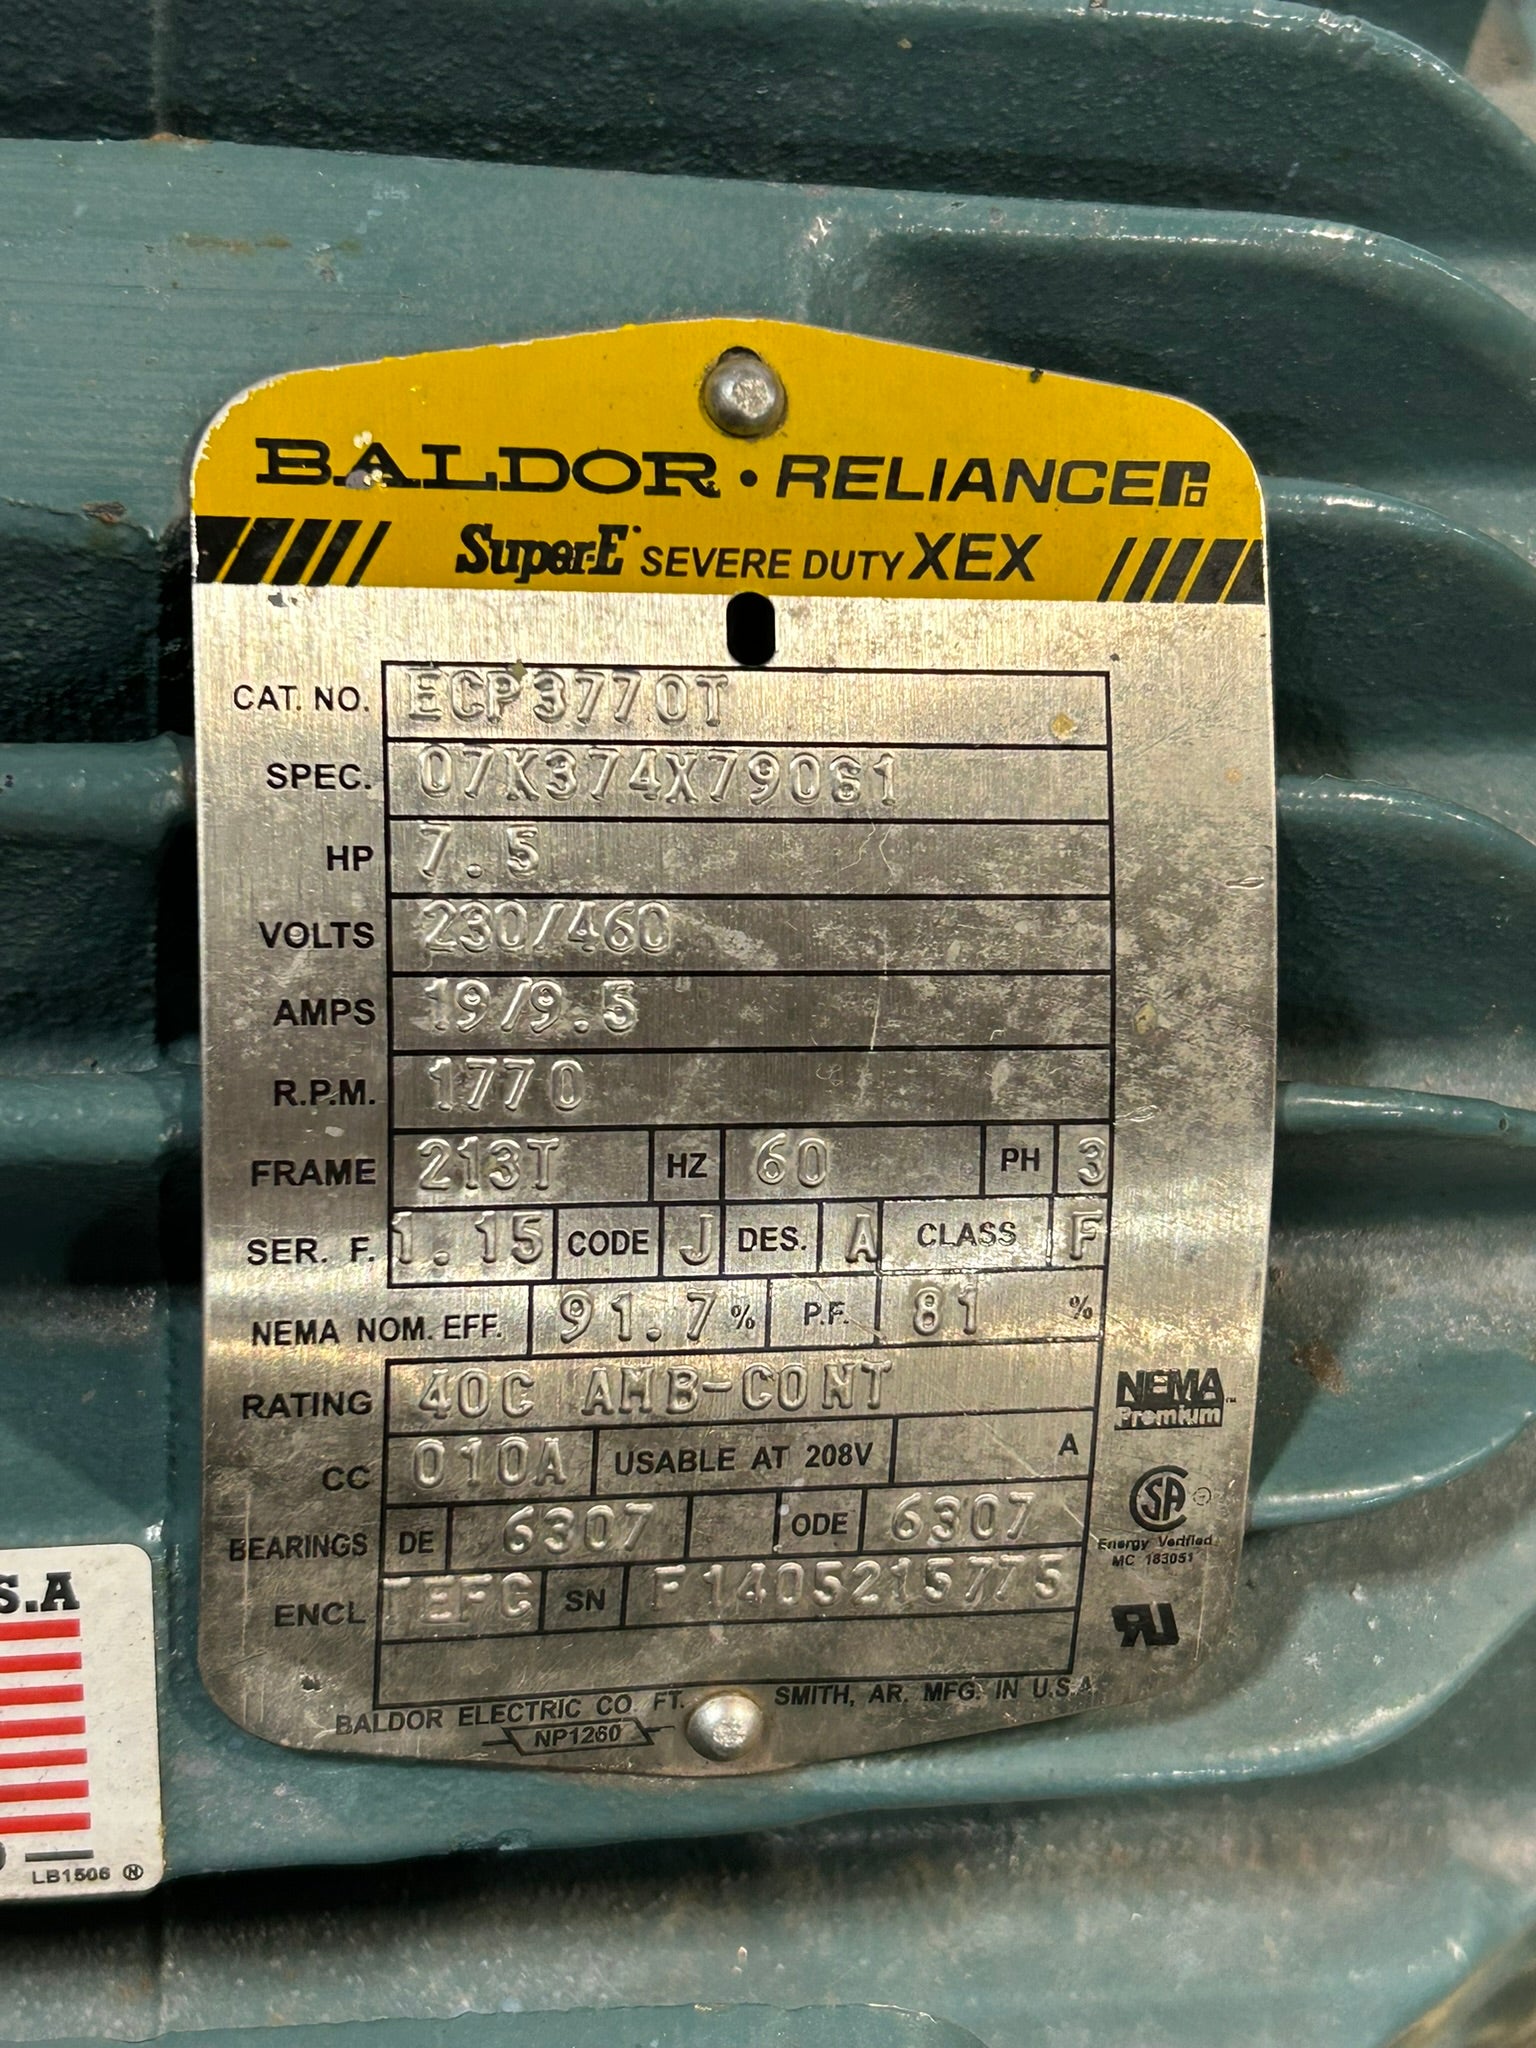 BALDOR • RELIANCE
Super-E SEVERE DUTY XEX
CAT. NO. ECP3770T
SPEC. 07K374X790G1
HP 7.5
VOLTS 230/460
AMPS 19/9.5
R.P.M. 1770
FRAME 213T HZ 60 PH 3
SER. F. 1.15 CODE J DES. A CLASS F
NEMA NOM. EFF. 91.7 % P.F. 81 %
RATING 40C AMB-CONT
NEMA Premium™
CC 010A USABLE AT 208V A
SA
BEARINGS DE 6307 ODE 6307
Energy Verified
MC 183051
ENCL TEFC SN F1405215775
RU
BALDOR ELECTRIC CO FT. SMITH, AR. MFG. IN U.S.A.
NP1260
S.A
LB1506 N